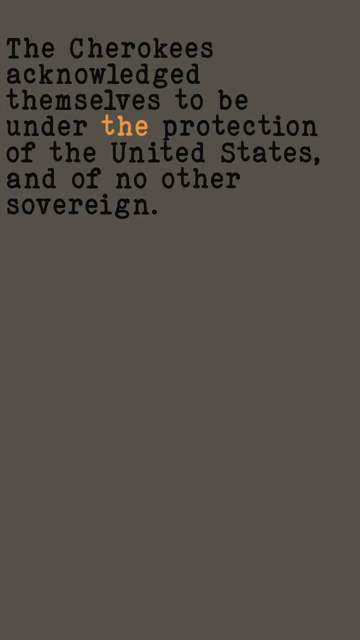 The Cherokees
acknowledged
themselves to be
under the protection
of the United States,
and of no other
sovereign.